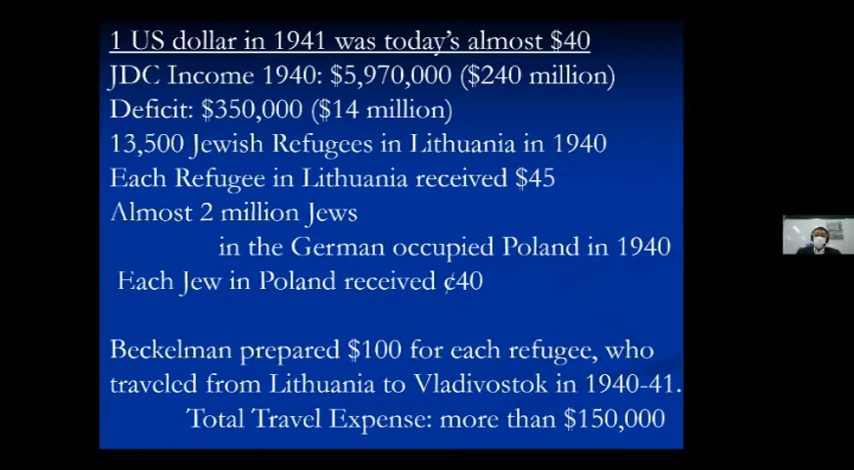 1 US dollar in 1941 was today's almost $40
JDC Income 1940: $5,970,000 ($240 million)
Deficit: $350,000 ($14 million)
13,500 Jewish Refugees in Lithuania in 1940
Each Refugee in Lithuania received $45
Almost 2 million Jews
in the German occupied Poland in 1940
Each Jew in Poland received ¢40
Beckelman prepared $100 for each refugee, who
traveled from Lithuania to Vladivostok in 1940-41.
Total Travel Expense: more than $150,000